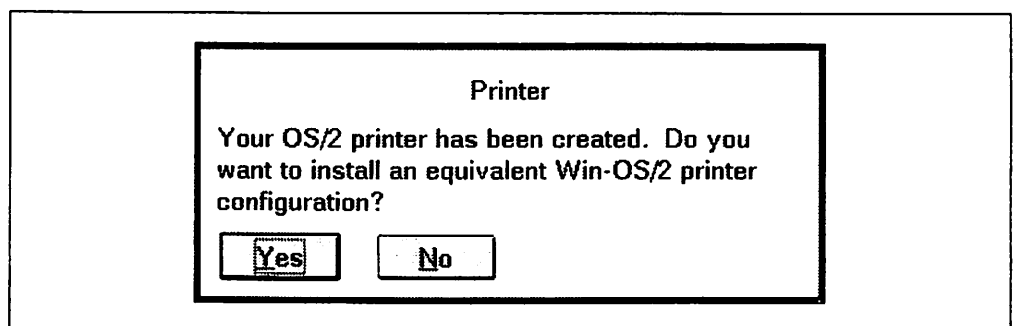 Printer
Your OS/2 printer has been created. Do you
want to install an equivalent Win-OS/2 printer
configuration?
Yes No